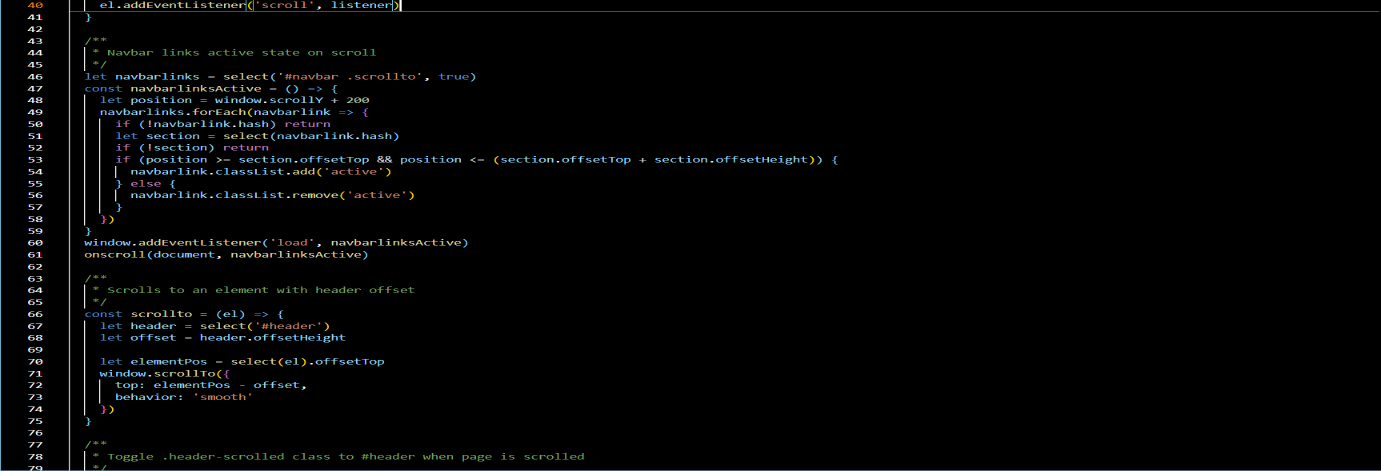 40 el.addEventListener('scroll', listener)
41 }
42
43 /**
44 * Navbar links active state on scroll
45 */
46 let navbarlinks = select('#navbar .scrollto', true)
47 const navbarlinksActive = () => {
48 let position = window.scrollY + 200
49 navbarlinks.forEach(navbarlink => {
50 if (!navbarlink.hash) return
51 let section = select(navbarlink.hash)
52 if (!section) return
53 if (position >= section.offsetTop && position <= (section.offsetTop + section.offsetHeight)) {
54 navbarlink.classList.add('active')
55 } else {
56 navbarlink.classList.remove('active')
57 }
58 })
59 }
60 window.addEventListener('load', navbarlinksActive)
61 onscroll(document, navbarlinksActive)
62
63 /**
64 * Scrolls to an element with header offset
65 */
66 const scrollto = (el) => {
67 let header = select('#header')
68 let offset = header.offsetHeight
69
70 let elementPos = select(el).offsetTop
71 window.scrollTo({
72 top: elementPos - offset,
73 behavior: 'smooth'
74 })
75 }
76
77 /**
78 * Toggle .header-scrolled class to #header when page is scrolled
79 */